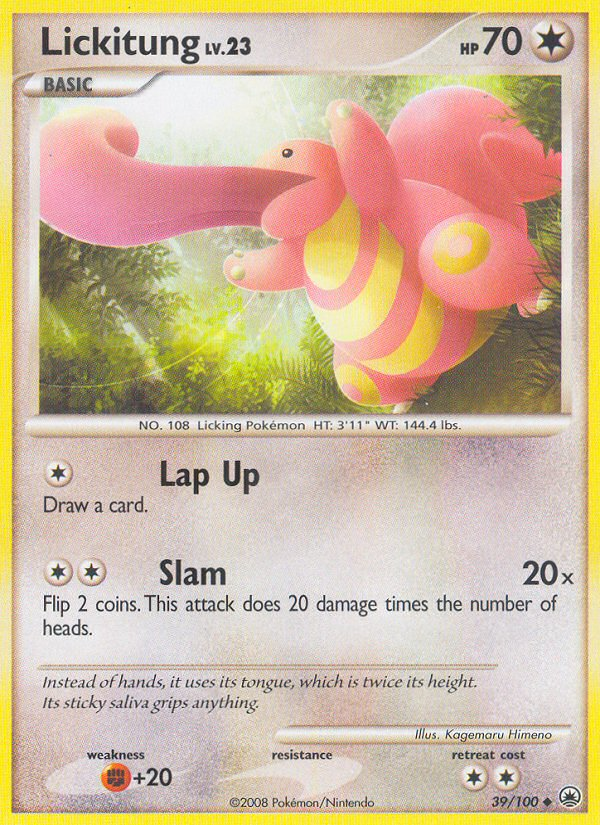 Lickitung LV.23 HP 70
BASIC
NO. 108 Licking Pokémon HT: 3'11" WT: 144.4 lbs.
Lap Up
Draw a card.
Slam 20x
Flip 2 coins. This attack does 20 damage times the number of
heads.
Instead of hands, it uses its tongue, which is twice its height.
Its sticky saliva grips anything.
Illus. Kagemaru Himeno
weakness resistance retreat cost
+20
©2008 Pokémon/Nintendo 39/100